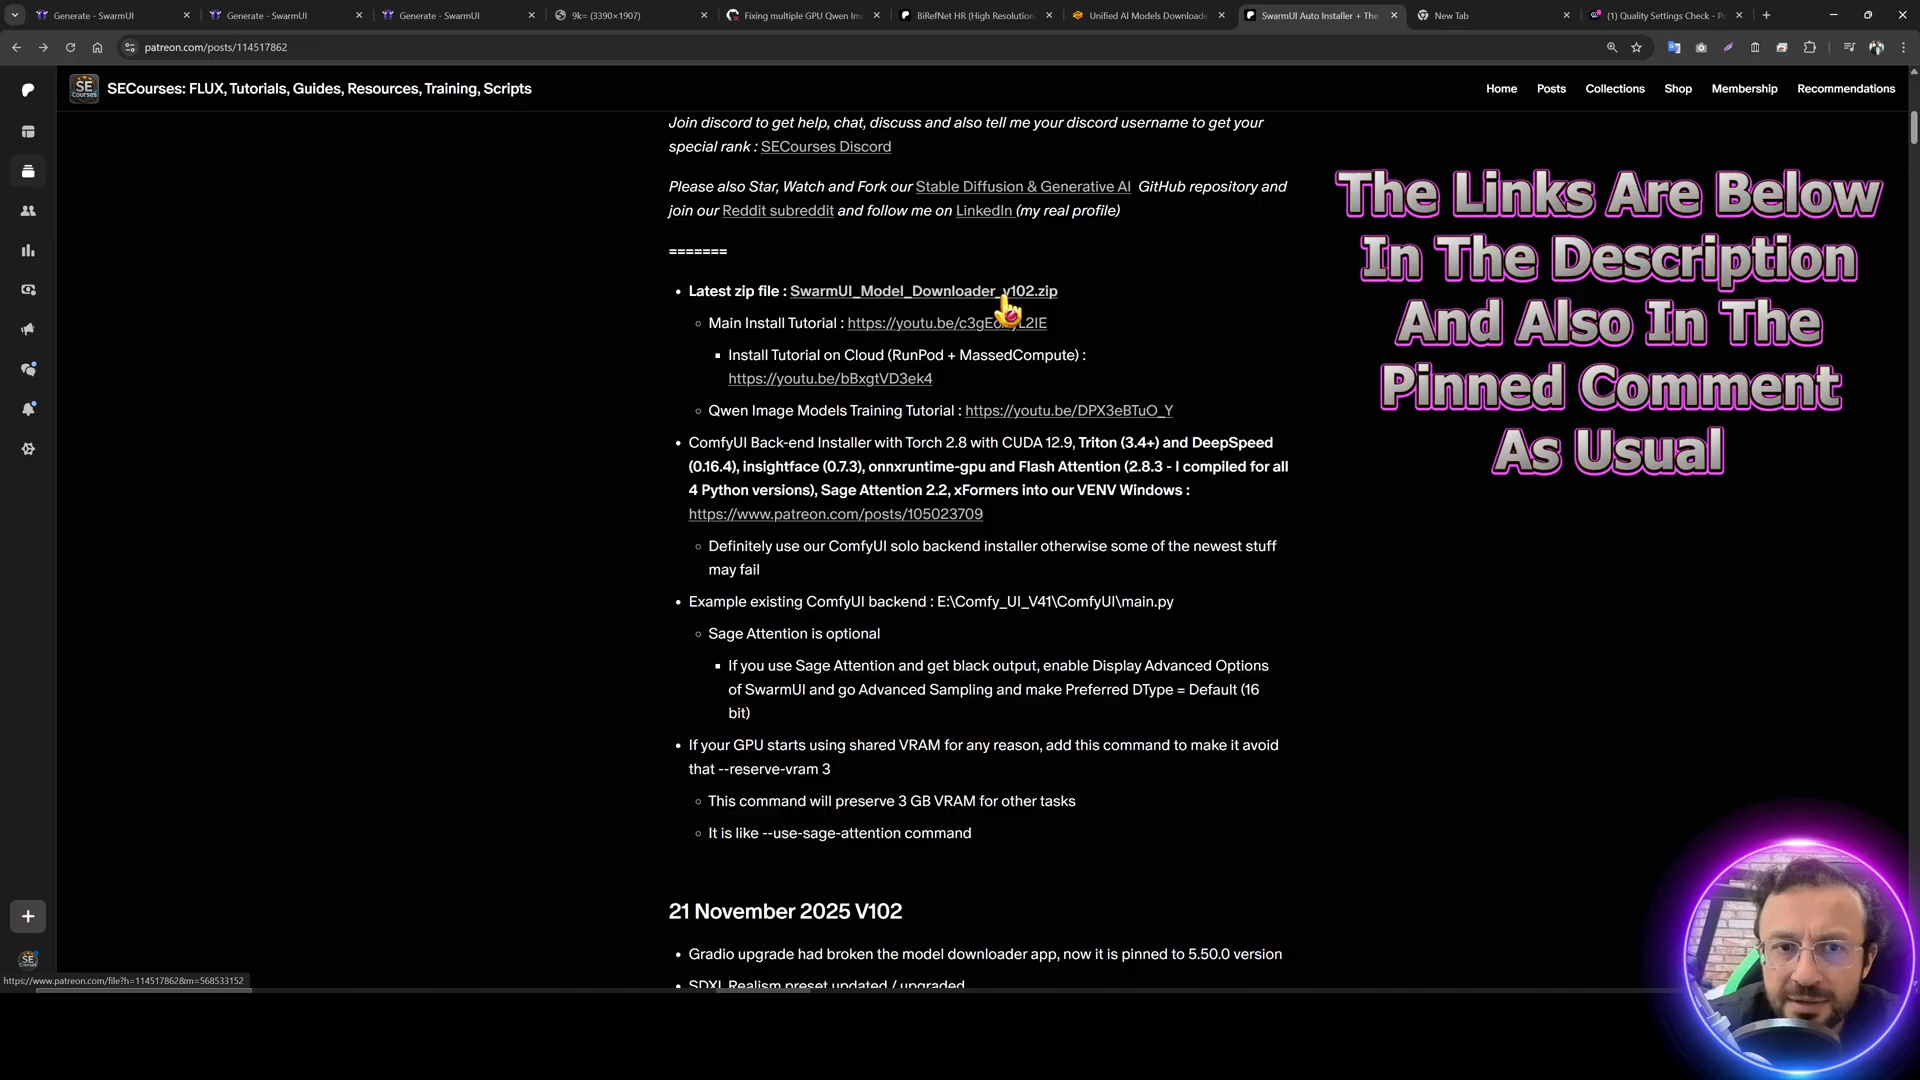 Generate - SwarmUI
Generate - SwarmUI
Generate - SwarmUI
9k= (3390×1907)
Fixing multiple GPU Qwen Im
BiRefNet HR (High Resolution
Unified AI Models Downloade
SwarmUI Auto Installer + The
New Tab
(1) Quality Settings Check - P
patreon.com/posts/114517862
SE
Courses
SECourses: FLUX, Tutorials, Guides, Resources, Training, Scripts
Home
Posts
Collections
Shop
Membership
Recommendations
Join discord to get help, chat, discuss and also tell me your discord username to get your
special rank : SECourses Discord
Please also Star, Watch and Fork our Stable Diffusion & Generative AI GitHub repository and
join our Reddit subreddit and follow me on LinkedIn (my real profile)
=======
• Latest zip file : SwarmUI_Model_Downloader_v102.zip
Main Install Tutorial :
Install Tutorial on Cloud (RunPod + MassedCompute) :
https://youtu.be/bBxgtVD3ek4
Qwen Image Models Training Tutorial : https://youtu.be/DPX3eBTuO_Y
• ComfyUI Back-end Installer with Torch 2.8 with CUDA 12.9, Triton (3.4+) and DeepSpeed
(0.16.4), insightface (0.7.3), onnxruntime-gpu and Flash Attention (2.8.3 - I compiled for all
4 Python versions), Sage Attention 2.2, xFormers into our VENV Windows :
https://www.patreon.com/posts/105023709
Definitely use our ComfyUI solo backend installer otherwise some of the newest stuff
may fail
• Example existing ComfyUI backend : E:\Comfy_UI_V41\ComfyUI\main.py
Sage Attention is optional
If you use Sage Attention and get black output, enable Display Advanced Options
of SwarmUI and go Advanced Sampling and make Preferred DType = Default (16
bit)
• If your GPU starts using shared VRAM for any reason, add this command to make it avoid
that --reserve-vram 3
This command will preserve 3 GB VRAM for other tasks
It is like --use-sage-attention command
21 November 2025 V102
• Gradio upgrade had broken the model downloader app, now it is pinned to 5.50.0 version
• SDXL Realism preset updated / upgraded
The Links Are Below
In The Description
And Also In The
Pinned Comment
As Usual
SE
Courses
https://www.patreon.com/file?h=114517862&m=568533152